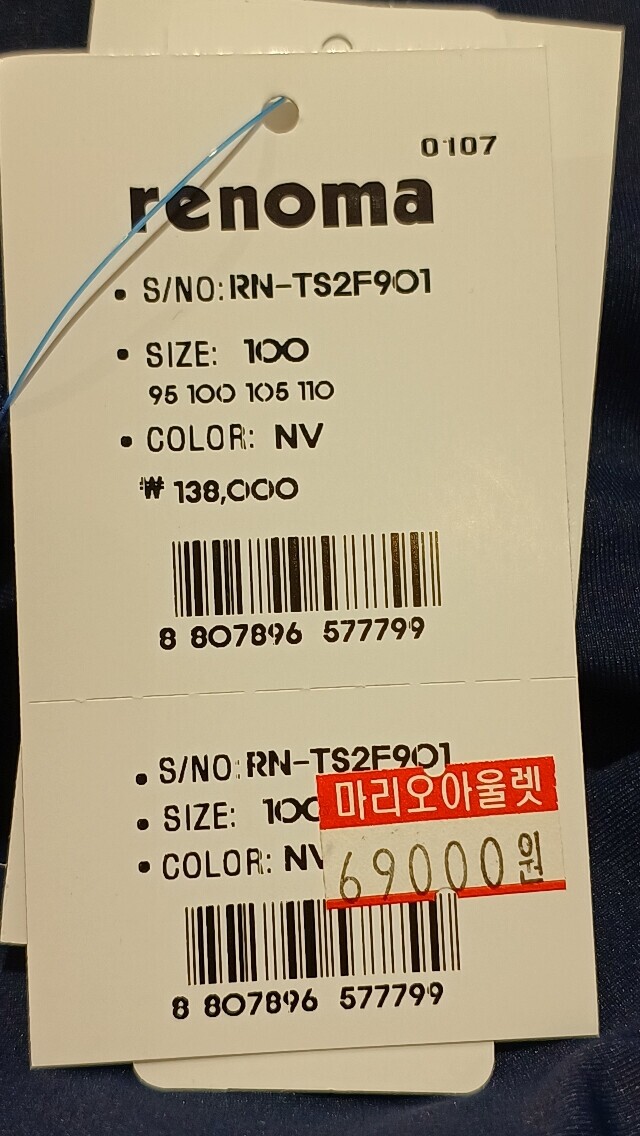 0107
renoma
• S/NO: RN-TS2F901
• SIZE: 100
95 100 105 110
• COLOR: NV
₩ 138,000
8 807896 577799
• S/NO: RN-TS2F901
• SIZE: 100
• COLOR: NV
마리오아울렛
69000원
8 807896 577799